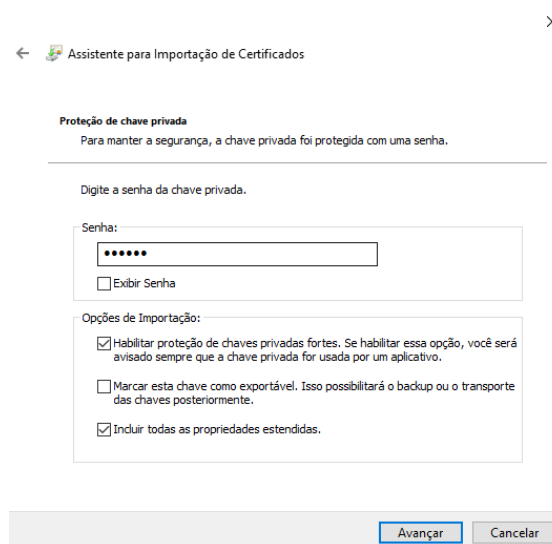 Assistente para Importação de Certificados
Proteção de chave privada
Para manter a segurança, a chave privada foi protegida com uma senha.
Digite a senha da chave privada.
Senha:
••••••
Exibir Senha
Opções de Importação:
Habilitar proteção de chaves privadas fortes. Se habilitar essa opção, você será
avisado sempre que a chave privada for usada por um aplicativo.
Marcar esta chave como exportável. Isso possibilitará o backup ou o transporte
das chaves posteriormente.
Incluir todas as propriedades estendidas.
Avançar
Cancelar